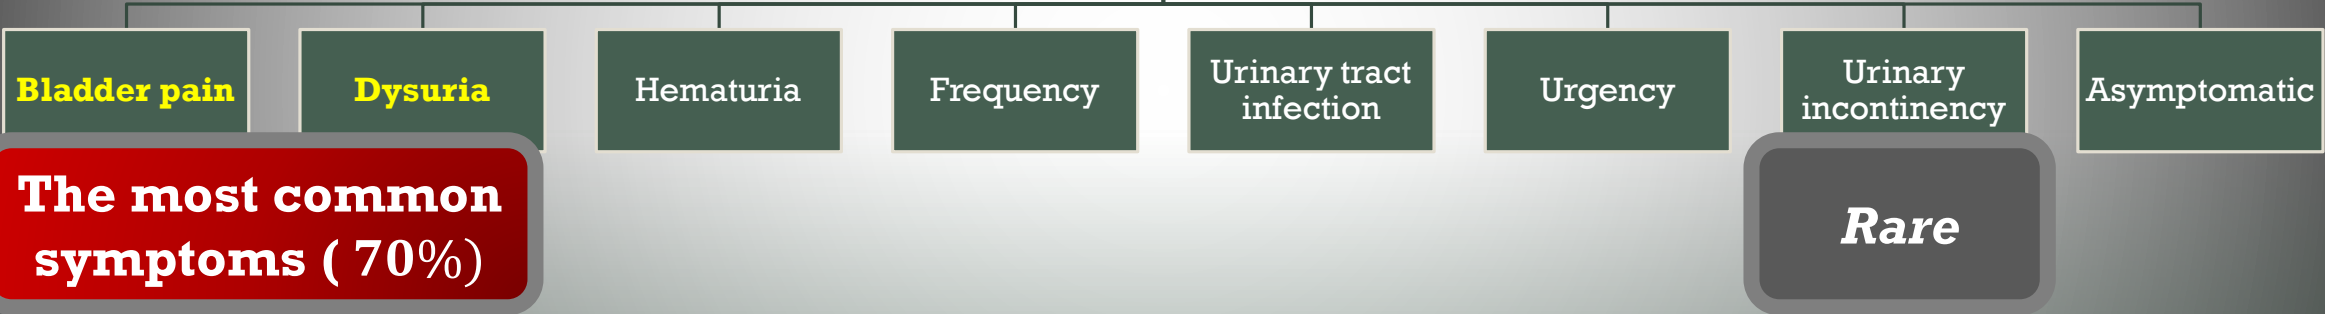 Bladder pain
Dysuria
Hematuria
Frequency
Urinary tract
infection
Urgency
Urinary
incontinency
Asymptomatic
The most common
symptoms ( 70%)
Rare